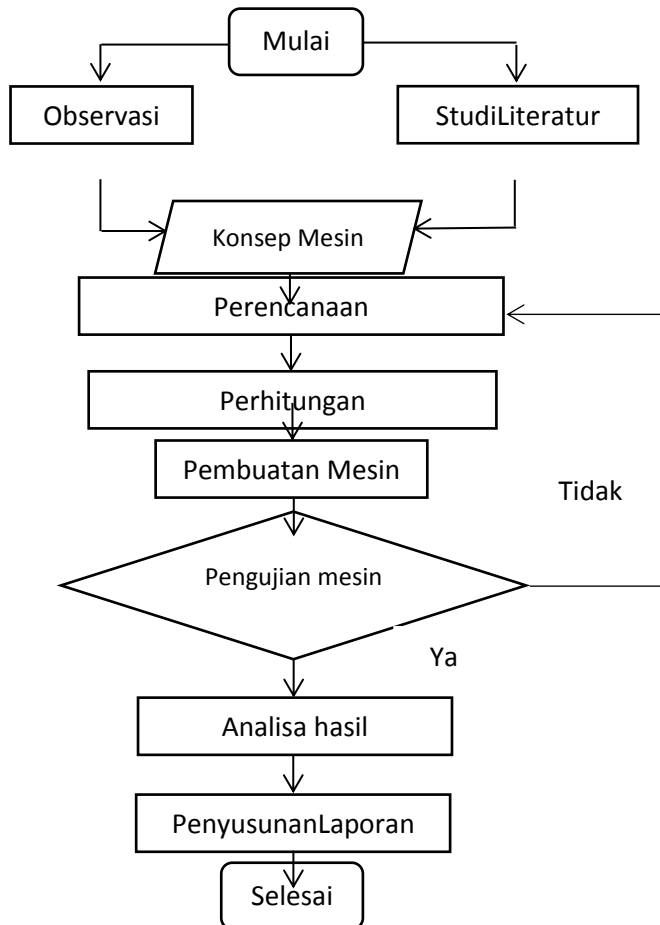 Mulai
Observasi
StudiLiteratur
Konsep Mesin
Perencanaan
Perhitungan
Pembuatan Mesin
Tidak
Pengujian mesin
Ya
Analisa hasil
PenyusunanLaporan
Selesai